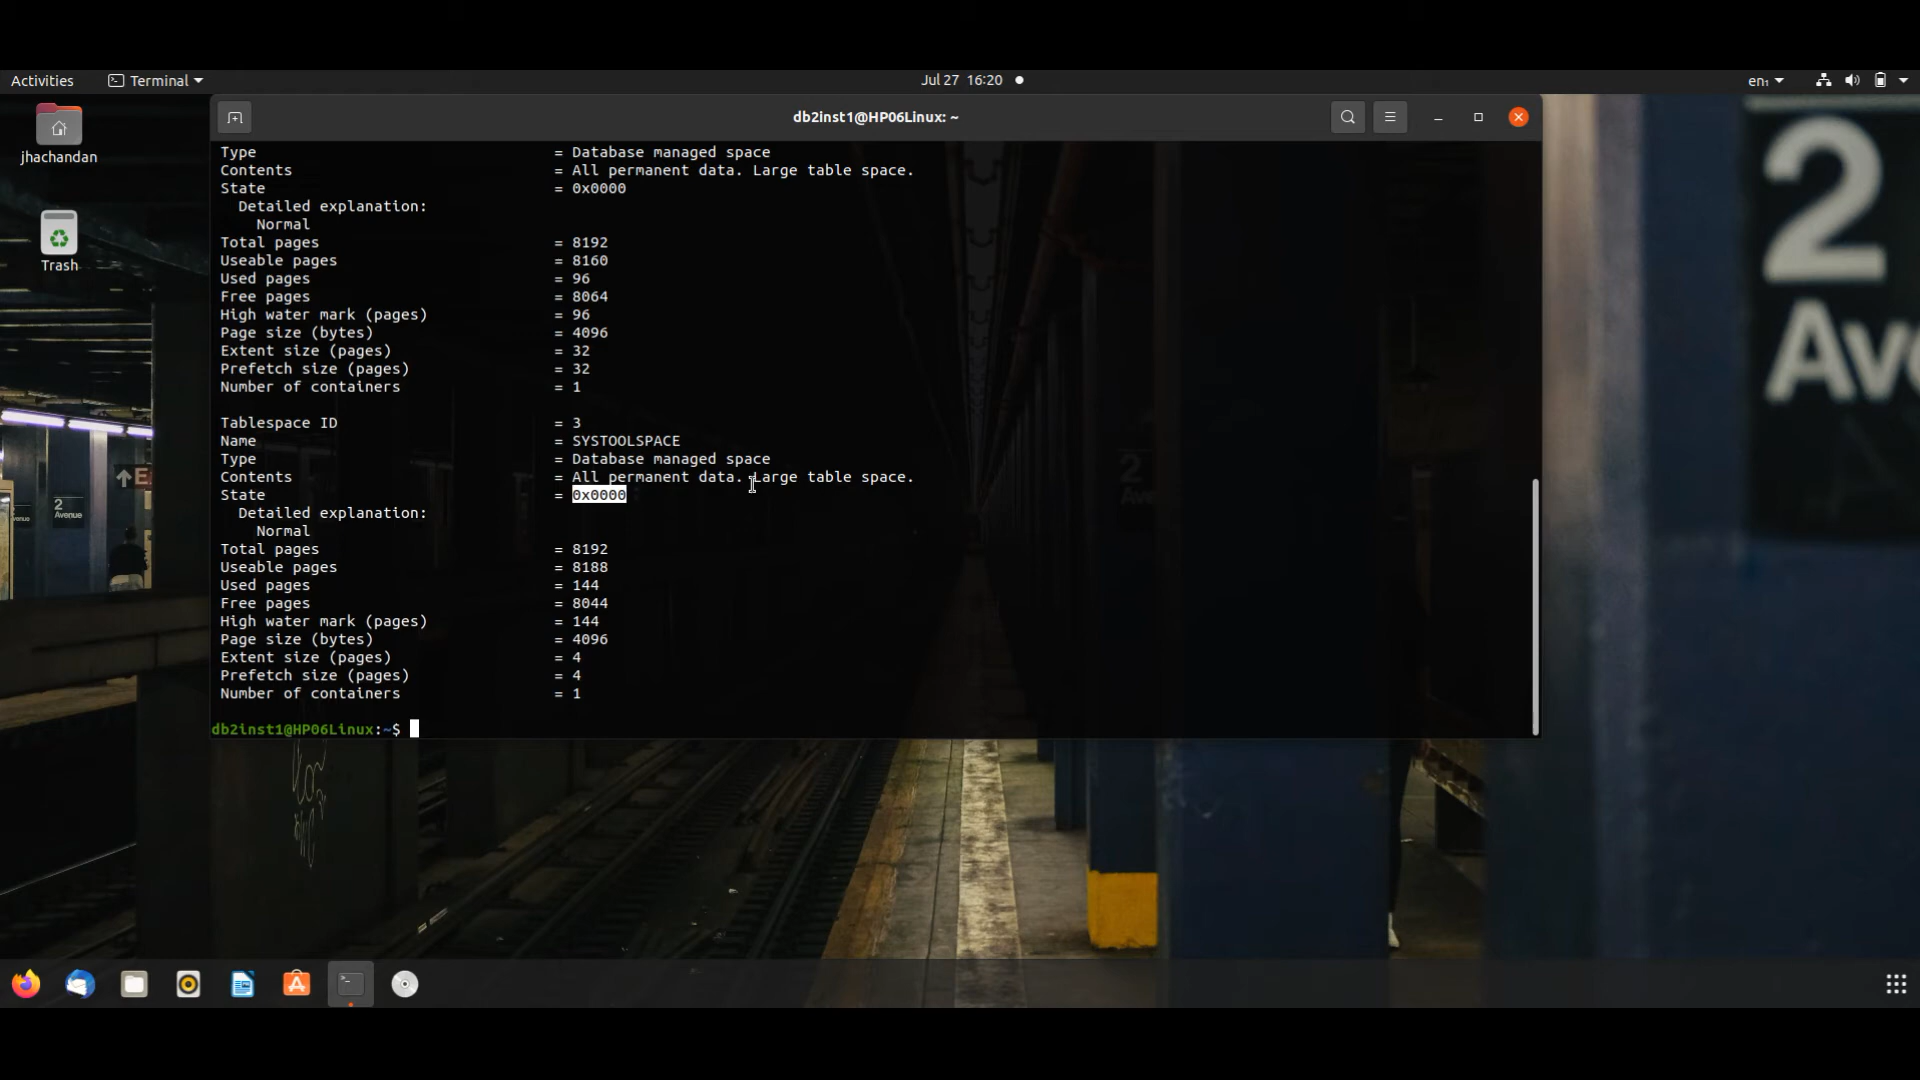 Activities
Terminal
Jul 27 16:20
en₁
db2inst1@HP06Linux: ~
jhachandan
Trash
Type = Database managed space
Contents = All permanent data. Large table space.
State = 0x0000
Detailed explanation:
Normal
Total pages = 8192
Useable pages = 8160
Used pages = 96
Free pages = 8064
High water mark (pages) = 96
Page size (bytes) = 4096
Extent size (pages) = 32
Prefetch size (pages) = 32
Number of containers = 1
Tablespace ID = 3
Name = SYSTOOLSPACE
Type = Database managed space
Contents = All permanent data. Large table space.
State = 0x0000
Detailed explanation:
Normal
Total pages = 8192
Useable pages = 8188
Used pages = 144
Free pages = 8044
High water mark (pages) = 144
Page size (bytes) = 4096
Extent size (pages) = 4
Prefetch size (pages) = 4
Number of containers = 1
db2inst1@HP06Linux:~$
2
Ave
2
Avenue
E